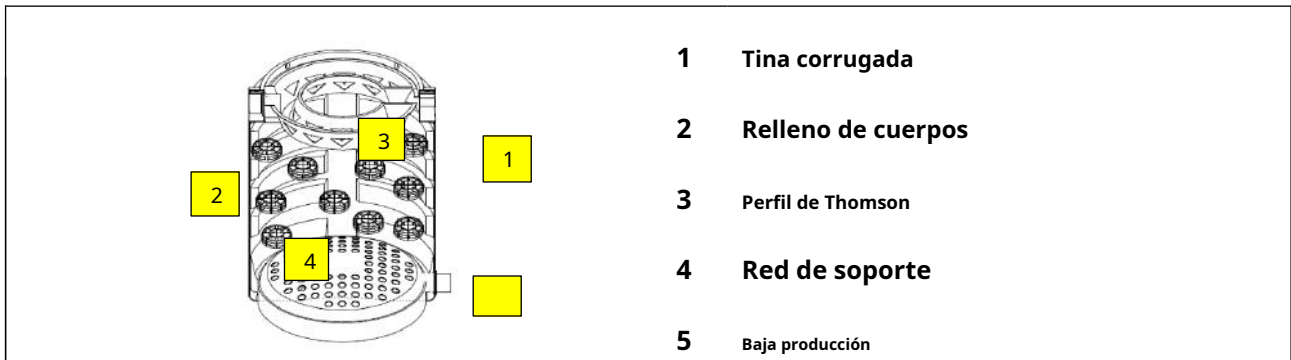 1 Tina corrugada
2 Relleno de cuerpos
3 Perfil de Thomson
4 Red de soporte
5 Baja producción
3
1
2
4